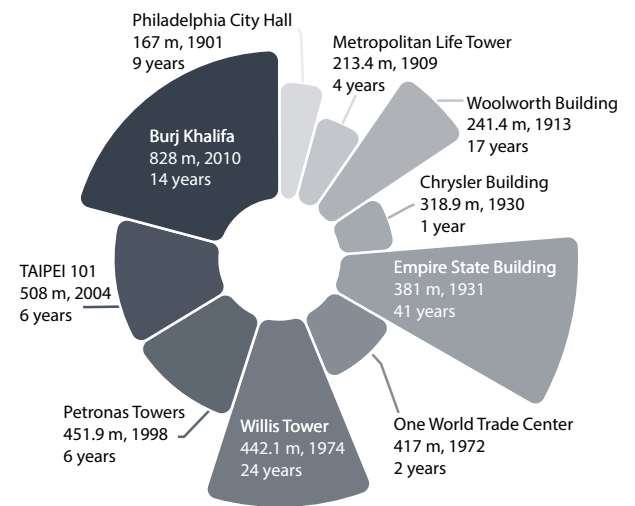 Philadelphia City Hall
167 m, 1901
9 years
Metropolitan Life Tower
213.4 m, 1909
4 years
Woolworth Building
241.4 m, 1913
17 years
Chrysler Building
318.9 m, 1930
1 year
Empire State Building
381 m, 1931
41 years
One World Trade Center
417 m, 1972
2 years
Willis Tower
442.1 m, 1974
24 years
Petronas Towers
451.9 m, 1998
6 years
TAIPEI 101
508 m, 2004
6 years
Burj Khalifa
828 m, 2010
14 years